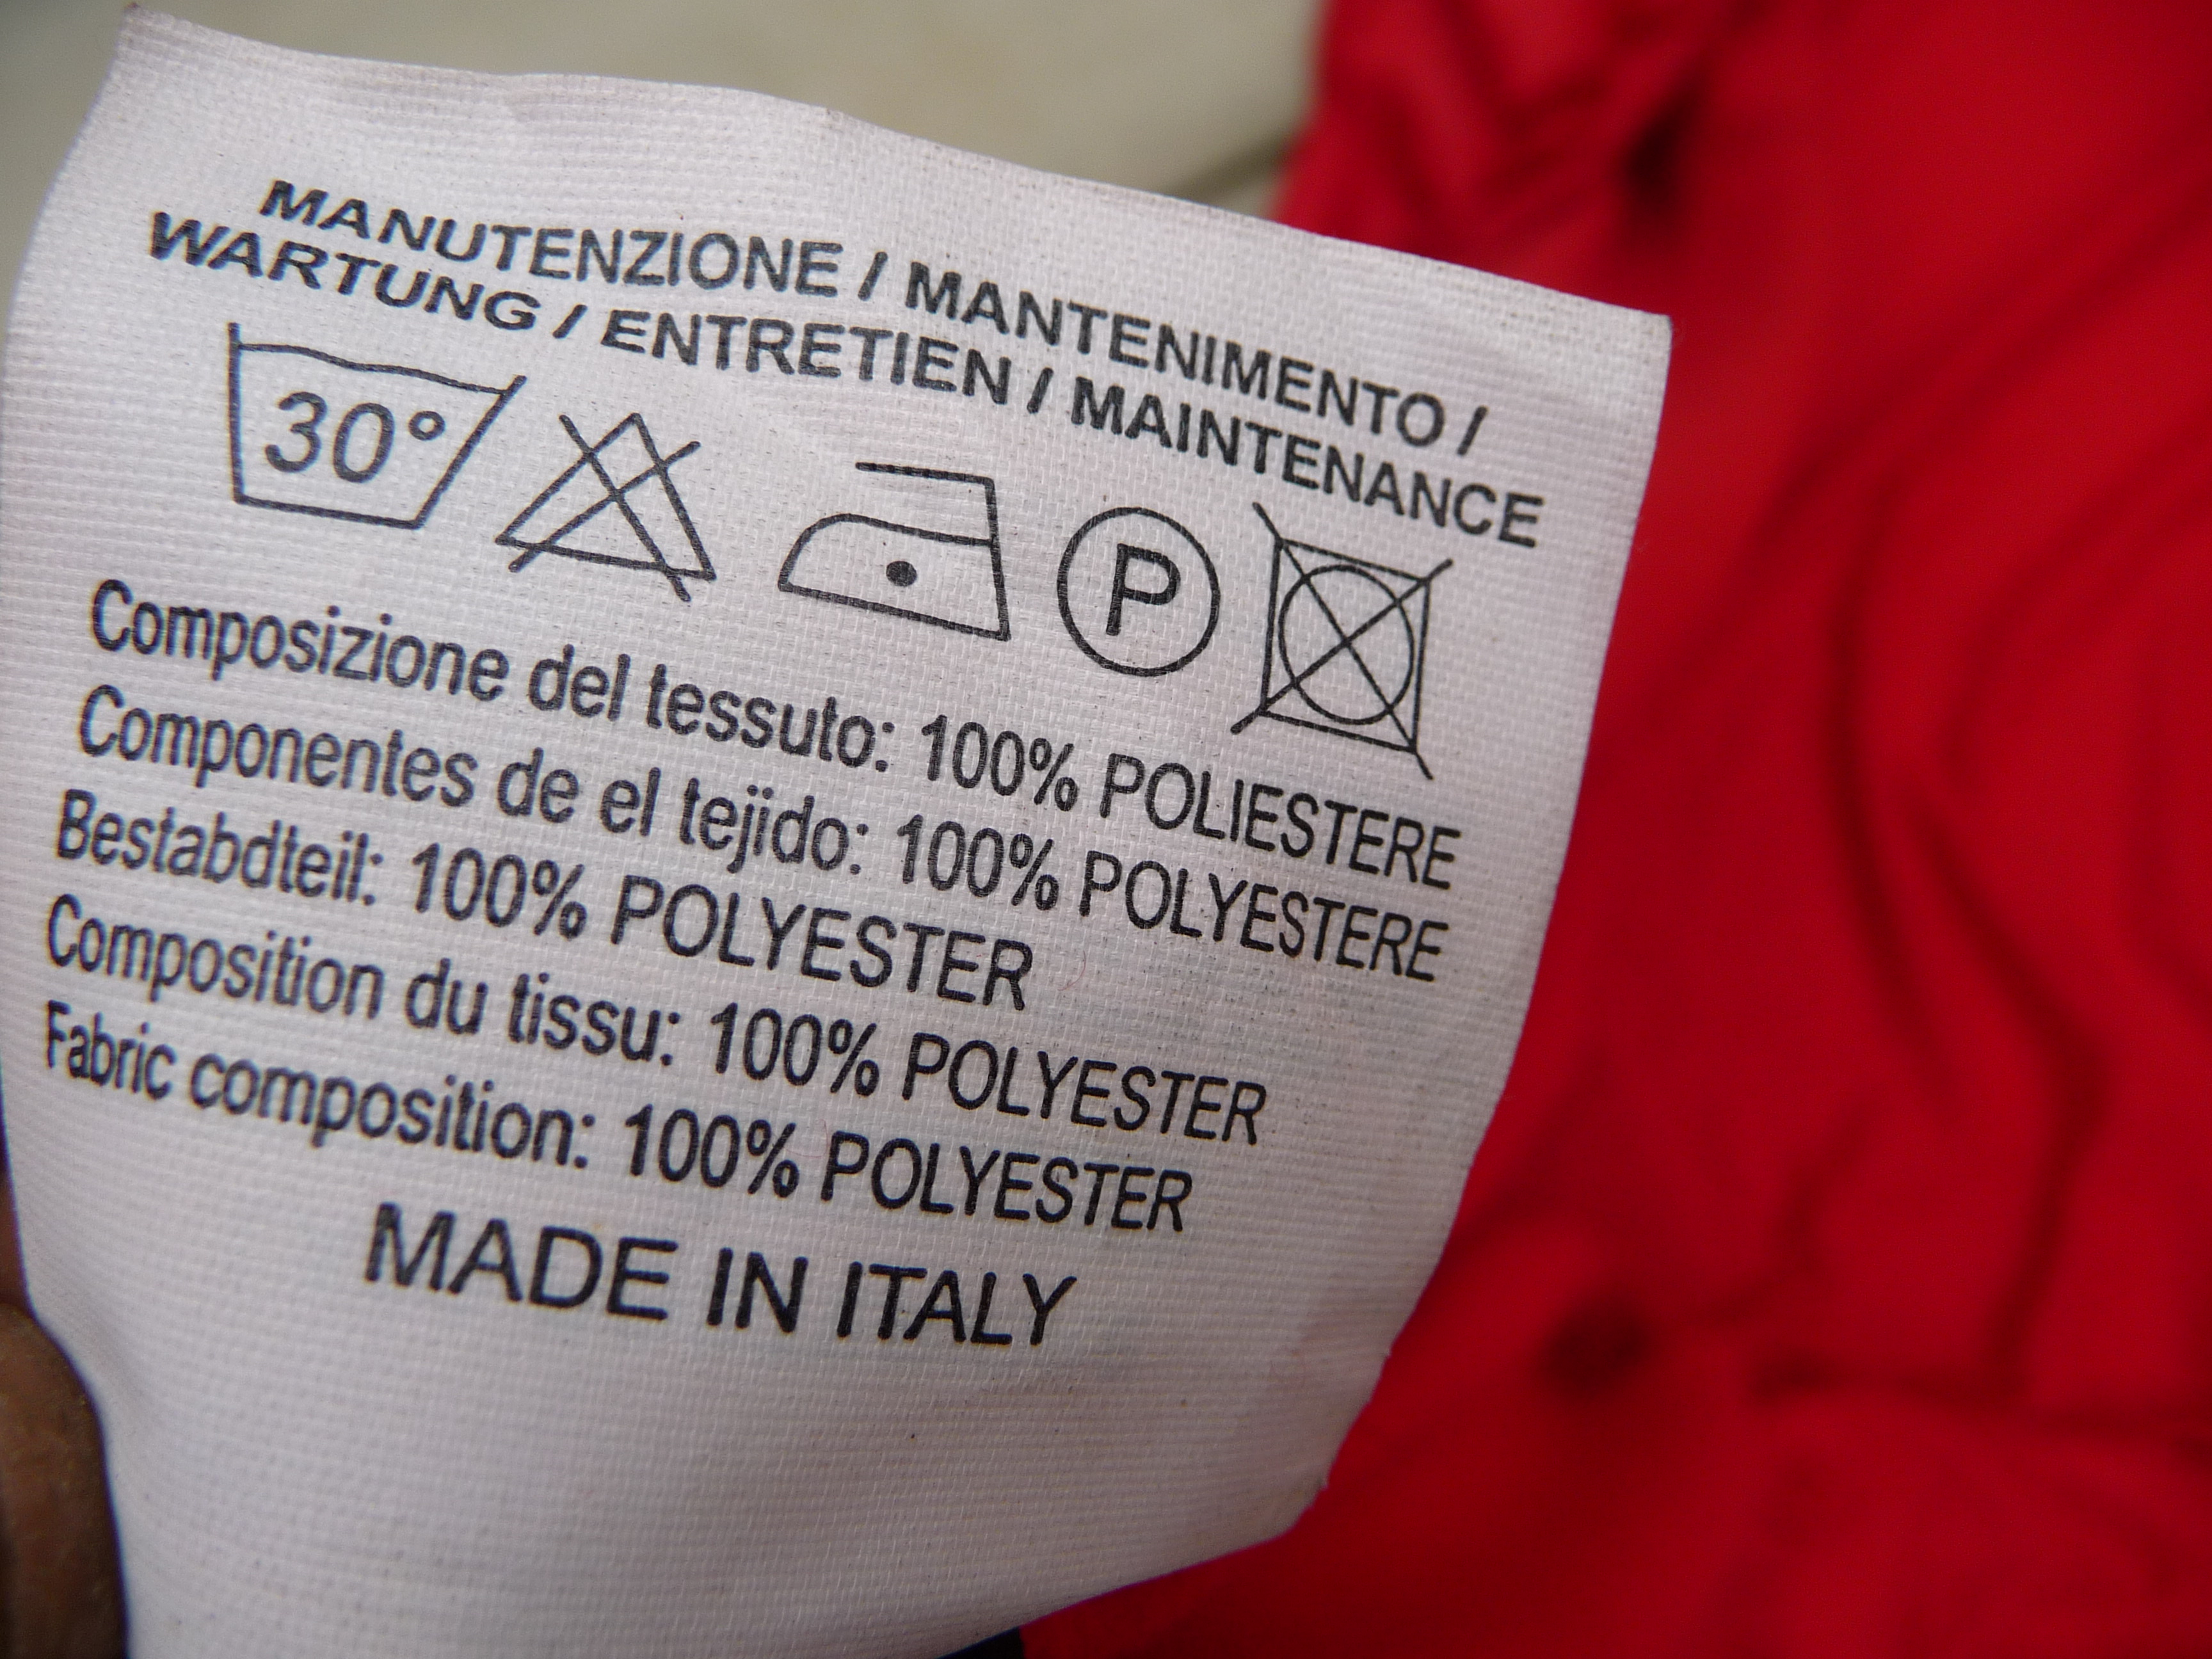 MANUTENZIONE / MANTENIMENTO /
WARTUNG / ENTRETIEN / MAINTENANCE
30° P
Composizione del tessuto: 100% POLIESTERE
Componentes de el tejido: 100% POLYESTERE
Bestabdteil: 100% POLYESTER
Composition du tissu: 100% POLYESTER
Fabric composition: 100% POLYESTER
MADE IN ITALY